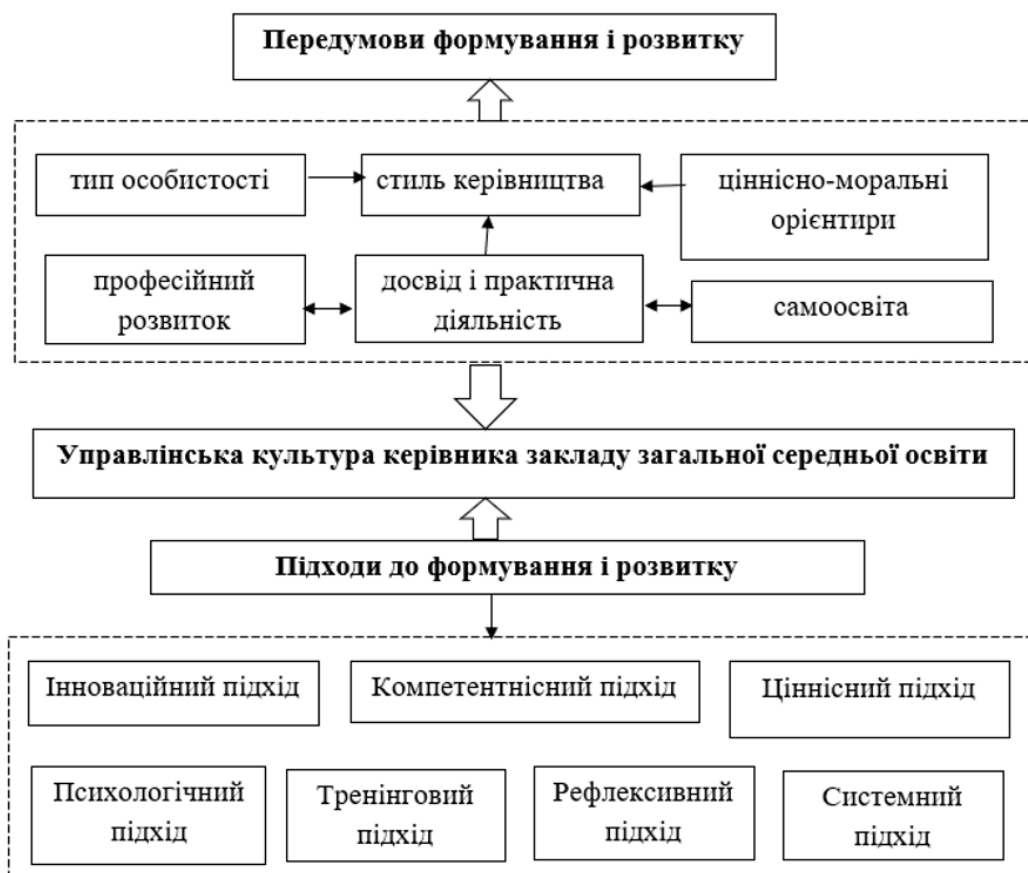 Передумови формування і розвитку
тип особистості
стиль керівництва
ціннісно-моральні
орієнтири
професійний
розвиток
досвід і практична
діяльність
самоосвіта
Управлінська культура керівника закладу загальної середньої освіти
Підходи до формування і розвитку
Інноваційний підхід
Компетентнісний підхід
Ціннісний підхід
Психологічний
підхід
Тренінговий
підхід
Рефлексивний
підхід
Системний
підхід